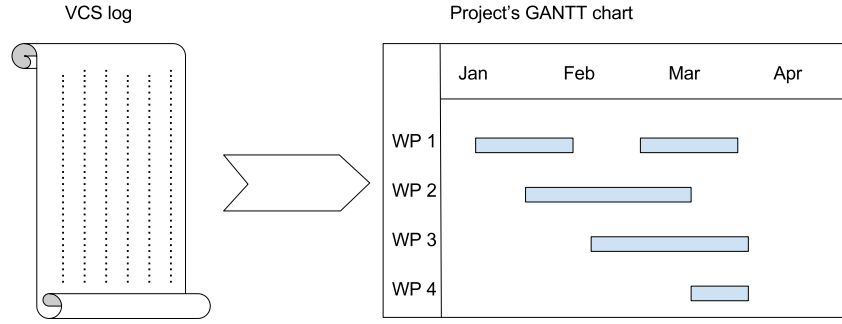 VCS log
Project's GANTT chart
Jan Feb Mar Apr
WP 1
WP 2
WP 3
WP 4